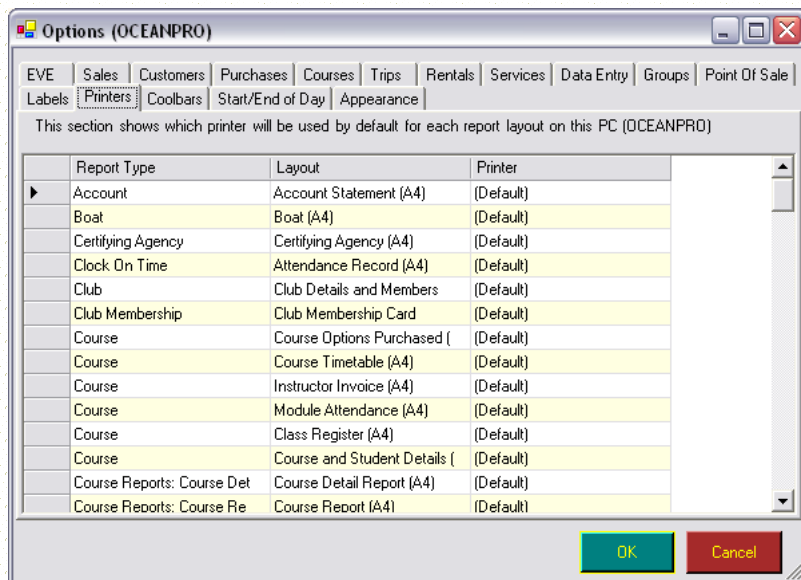 Options (OCEANPRO)
EVE Sales Customers Purchases Courses Trips Rentals Services Data Entry Groups Point Of Sale
Labels Printers Coolbars Start/End of Day Appearance
This section shows which printer will be used by default for each report layout on this PC (OCEANPRO)
Report Type Layout Printer
Account Account Statement (A4) (Default)
Boat Boat (A4) (Default)
Certifying Agency Certifying Agency (A4) (Default)
Clock On Time Attendance Record (A4) (Default)
Club Club Details and Members (Default)
Club Membership Club Membership Card (Default)
Course Course Options Purchased ( (Default)
Course Course Timetable (A4) (Default)
Course Instructor Invoice (A4) (Default)
Course Module Attendance (A4) (Default)
Course Class Register (A4) (Default)
Course Course and Student Details ( (Default)
Course Reports: Course Det Course Detail Report (A4) (Default)
Course Reports: Course Re Course Report (A4) (Default)
OK Cancel